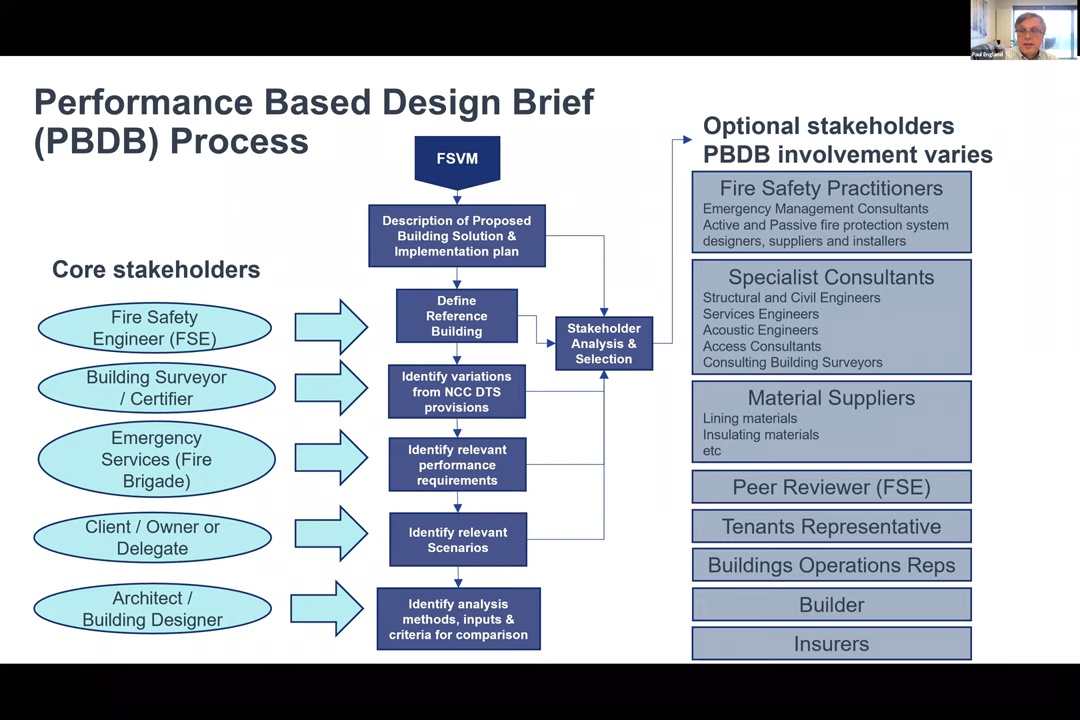 Paul England
Performance Based Design Brief
(PBDB) Process
FSVM
Description of Proposed
Building Solution &
Implementation plan
Define
Reference
Building
Identify variations
from NCC DTS
provisions
Identify relevant
performance
requirements
Identify relevant
Scenarios
Identify analysis
methods, inputs &
criteria for comparison
Stakeholder
Analysis &
Selection
Core stakeholders
Fire Safety
Engineer (FSE)
Building Surveyor
/ Certifier
Emergency
Services (Fire
Brigade)
Client / Owner or
Delegate
Architect /
Building Designer
Optional stakeholders
PBDB involvement varies
Fire Safety Practitioners
Emergency Management Consultants
Active and Passive fire protection system
designers, suppliers and installers
Specialist Consultants
Structural and Civil Engineers
Services Engineers
Acoustic Engineers
Access Consultants
Consulting Building Surveyors
Material Suppliers
Lining materials
Insulating materials
etc
Peer Reviewer (FSE)
Tenants Representative
Buildings Operations Reps
Builder
Insurers